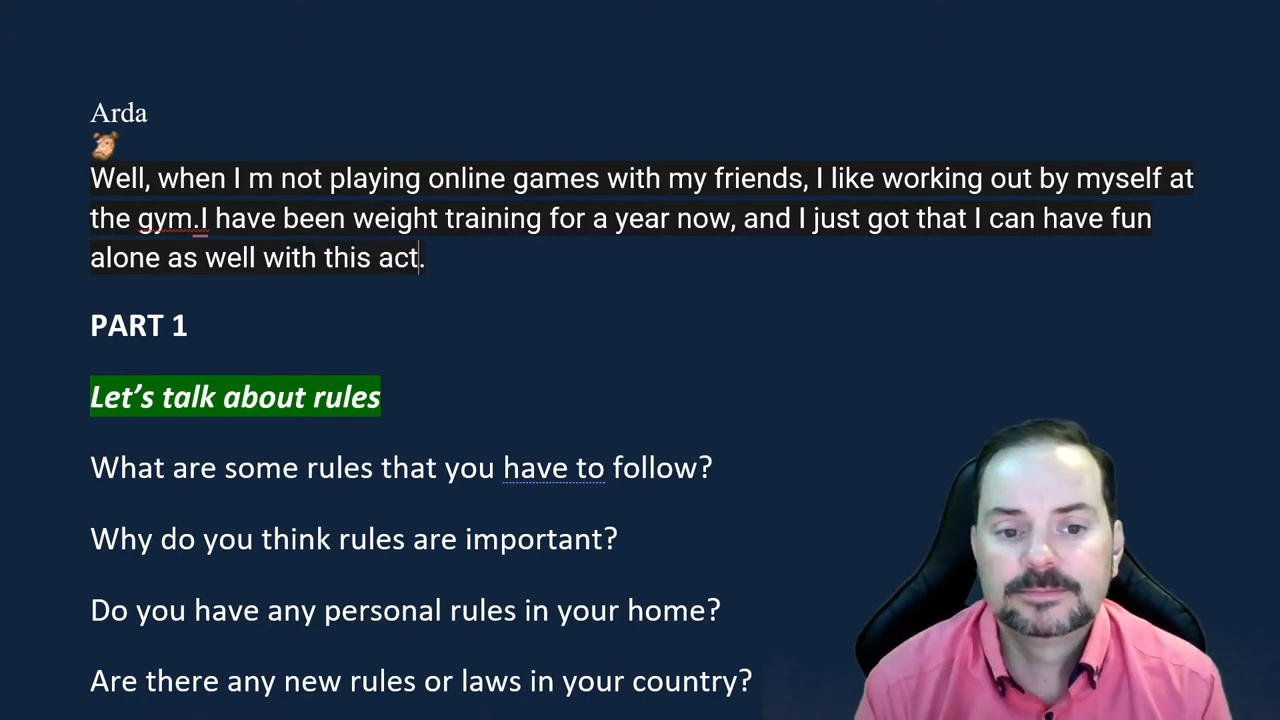 Arda
Well, when I m not playing online games with my friends, I like working out by myself at
the gym.I have been weight training for a year now, and I just got that I can have fun
alone as well with this act.
PART 1
Let’s talk about rules
What are some rules that you have to follow?
Why do you think rules are important?
Do you have any personal rules in your home?
Are there any new rules or laws in your country?